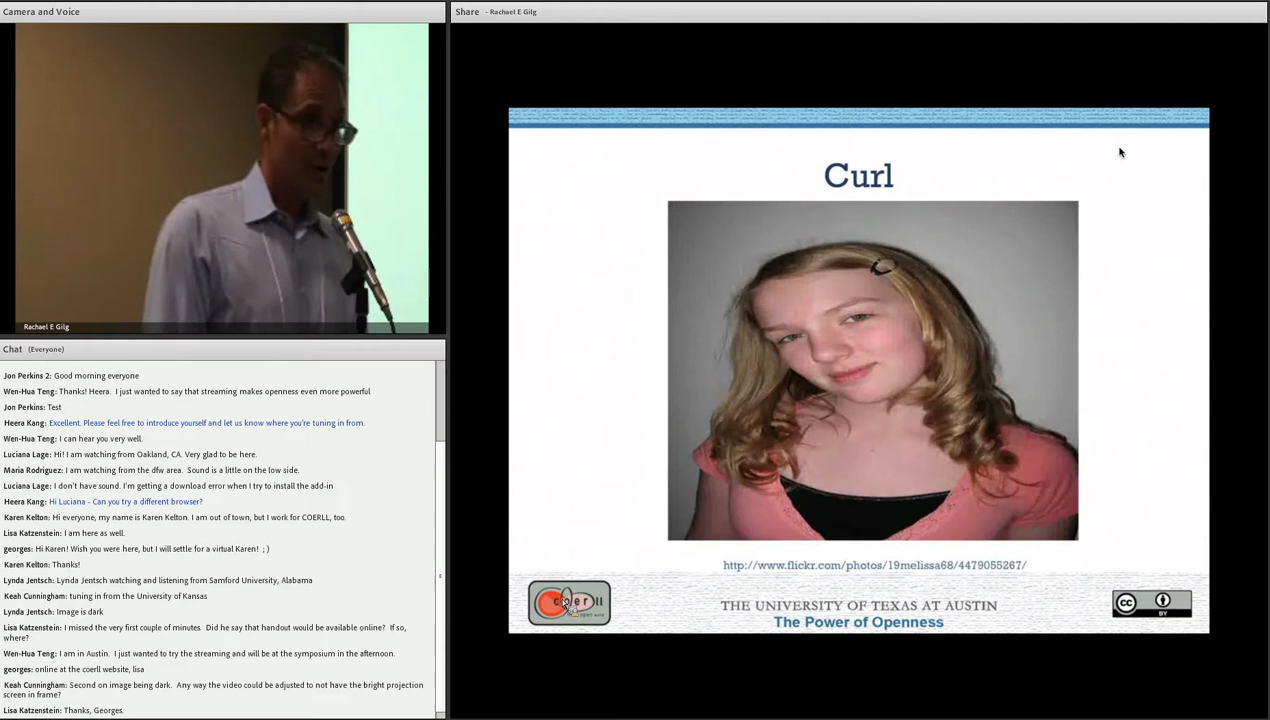 Camera and Voice
Rachael E Gilg
Chat (Everyone)
Jon Perkins 2: Good morning everyone
Wen-Hua Teng: Thanks! Heera. I just wanted to say that streaming makes openness even more powerful
Jon Perkins: Test
Heera Kang: Excellent. Please feel free to introduce yourself and let us know where you're tuning in from.
Wen-Hua Teng: I can hear you very well.
Luciana Lage: Hi! I am watching from Oakland, CA. Very glad to be here.
Maria Rodriguez: I am watching from the dfw area. Sound is a little on the low side.
Luciana Lage: I don't have sound. I'm getting a download error when I try to install the add-in
Heera Kang: Hi Luciana - Can you try a different browser?
Karen Kelton: Hi everyone, my name is Karen Kelton. I am out of town, but I work for COERLL, too.
Lisa Katzenstein: I am here as well.
georges: Hi Karen! Wish you were here, but I will settle for a virtual Karen! ; )
Karen Kelton: Thanks!
Lynda Jentsch: Lynda Jentsch watching and listening from Samford University, Alabama
Keah Cunningham: tuning in from the University of Kansas
Lynda Jentsch: Image is dark
Lisa Katzenstein: I missed the very first couple of minutes. Did he say that handout would be available online? If so,
where?
Wen-Hua Teng: I am in Austin. I just wanted to try the streaming and will be at the symposium in the afternoon.
georges: online at the coerll website, lisa
Keah Cunningham: Second on image being dark. Any way the video could be adjusted to not have the bright projection
screen in frame?
Lisa Katzenstein: Thanks, Georges.
Share - Rachael E Gilg
Curl
http://www.flickr.com/photos/19melissa68/4479055267/
coerll
THE UNIVERSITY OF TEXAS AT AUSTIN
The Power of Openness
cc
BY